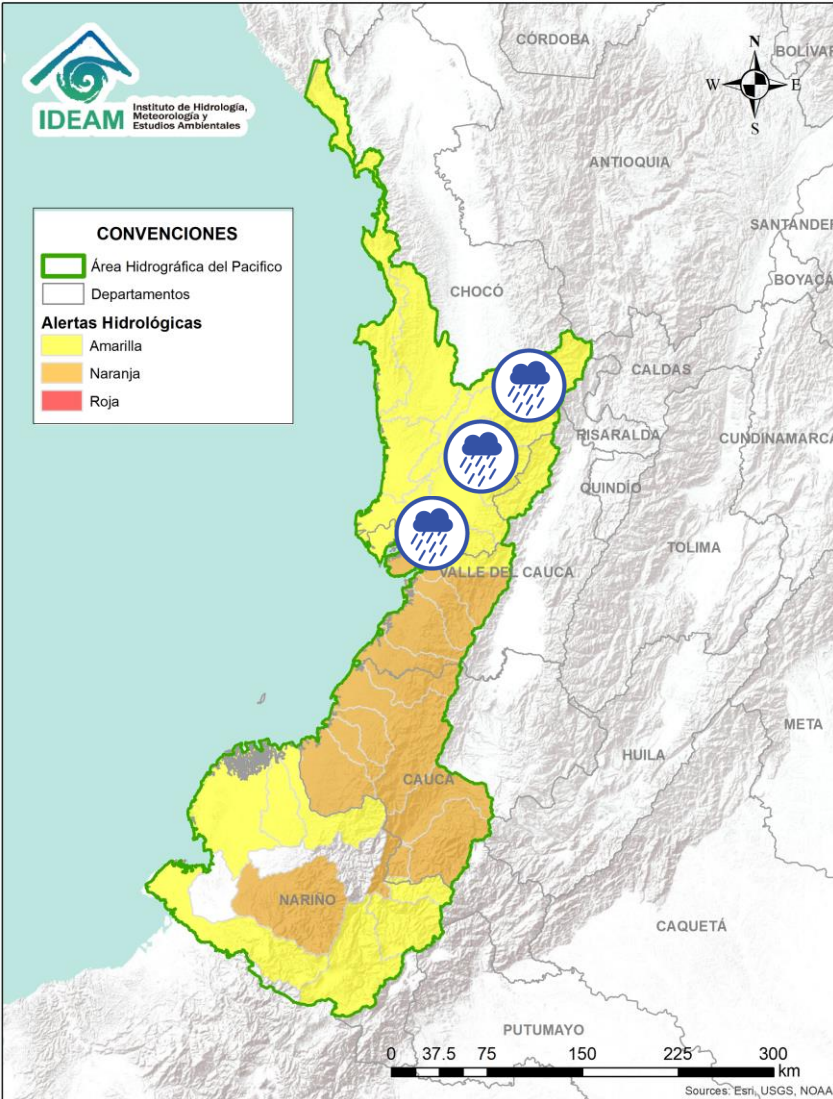 IDEAM
Instituto de Hidrología,
Meteorología y
Estudios Ambientales
N
W
E
S
CONVENCIONES
Área Hidrográfica del Pacifico
Departamentos
Alertas Hidrológicas
Amarilla
Naranja
Roja
CÓRDOBA
BOLÍVAR
ANTIOQUIA
SANTANDER
BOYACÁ
CHOCÓ
CALDAS
RISARALDA
CUNDINAMARCA
QUINDÍO
TOLIMA
VALLE DEL CAUCA
META
HUILA
CAUCA
NARIÑO
CAQUETÁ
PUTUMAYO
0 37.5 75 150 225 300
km
Sources: Esri, USGS, NOAA